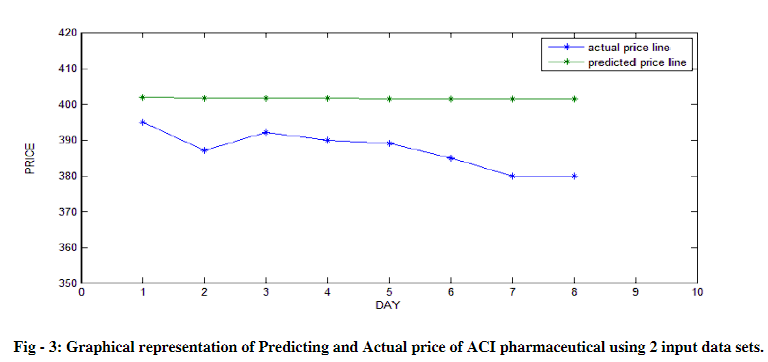 420
410
400
390
380
370
360
350
PRICE
0 1 2 3 4 5 6 7 8 9 10
DAY
actual price line
predicted price line
Fig - 3: Graphical representation of Predicting and Actual price of ACI pharmaceutical using 2 input data sets.